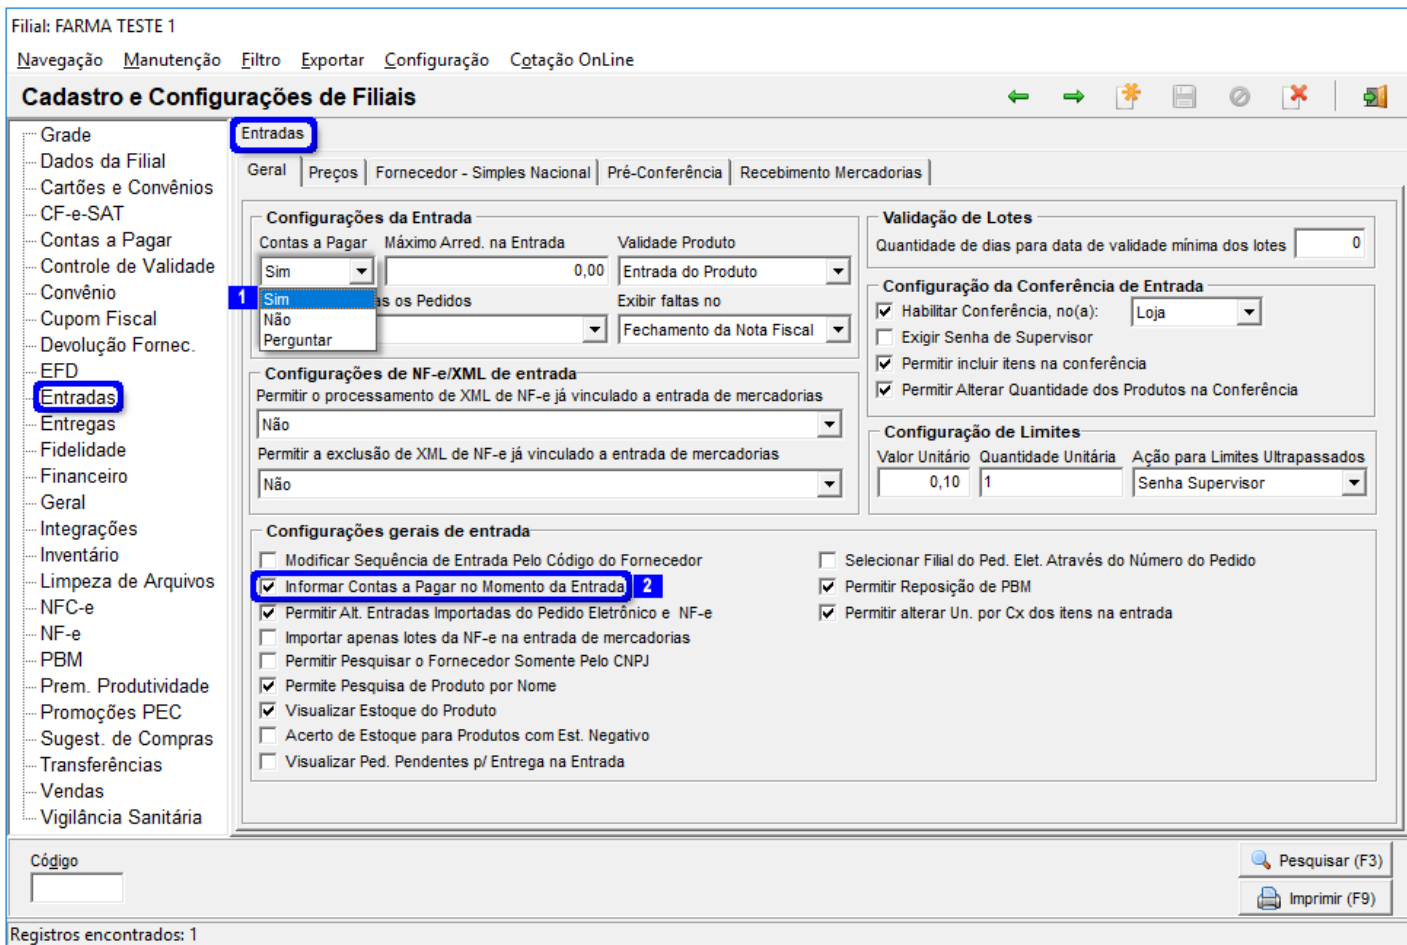 Filial: FARMA TESTE 1
Navegação Manutenção Filtro Exportar Configuração Cotação OnLine
Cadastro e Configurações de Filiais
Grade
Dados da Filial
Cartões e Convênios
CF-e-SAT
Contas a Pagar
Controle de Validade
Convênio
Cupom Fiscal
Devolução Fornec.
EFD
Entradas
Entregas
Fidelidade
Financeiro
Geral
Integrações
Inventário
Limpeza de Arquivos
NFC-e
NF-e
PBM
Prem. Produtividade
Promoções PEC
Sugest. de Compras
Transferências
Vendas
Vigilância Sanitária
Entradas
Geral Preços Fornecedor - Simples Nacional Pré-Conferência Recebimento Mercadorias
Configurações da Entrada
Contas a Pagar Máximo Arred. na Entrada Validade Produto
Sim 0,00 Entrada do Produto
1 Sim
Não
Perguntar
as os Pedidos Exibir faltas no
Fechamento da Nota Fiscal
Configurações de NF-e/XML de entrada
Permitir o processamento de XML de NF-e já vinculado a entrada de mercadorias
Não
Permitir a exclusão de XML de NF-e já vinculado a entrada de mercadorias
Não
Validação de Lotes
Quantidade de dias para data de validade mínima dos lotes 0
Configuração da Conferência de Entrada
Habilitar Conferência, no(a): Loja
Exigir Senha de Supervisor
Permitir incluir itens na conferência
Permitir Alterar Quantidade dos Produtos na Conferência
Configuração de Limites
Valor Unitário Quantidade Unitária Ação para Limites Ultrapassados
0,10 1 Senha Supervisor
Configurações gerais de entrada
Modificar Sequência de Entrada Pelo Código do Fornecedor
Informar Contas a Pagar no Momento da Entrada 2
Permitir Alt. Entradas Importadas do Pedido Eletrônico e NF-e
Importar apenas lotes da NF-e na entrada de mercadorias
Permitir Pesquisar o Fornecedor Somente Pelo CNPJ
Permite Pesquisa de Produto por Nome
Visualizar Estoque do Produto
Acerto de Estoque para Produtos com Est. Negativo
Visualizar Ped. Pendentes p/ Entrega na Entrada
Selecionar Filial do Ped. Elet. Através do Número do Pedido
Permitir Reposição de PBM
Permitir alterar Un. por Cx dos itens na entrada
Código
Pesquisar (F3)
Imprimir (F9)
Registros encontrados: 1